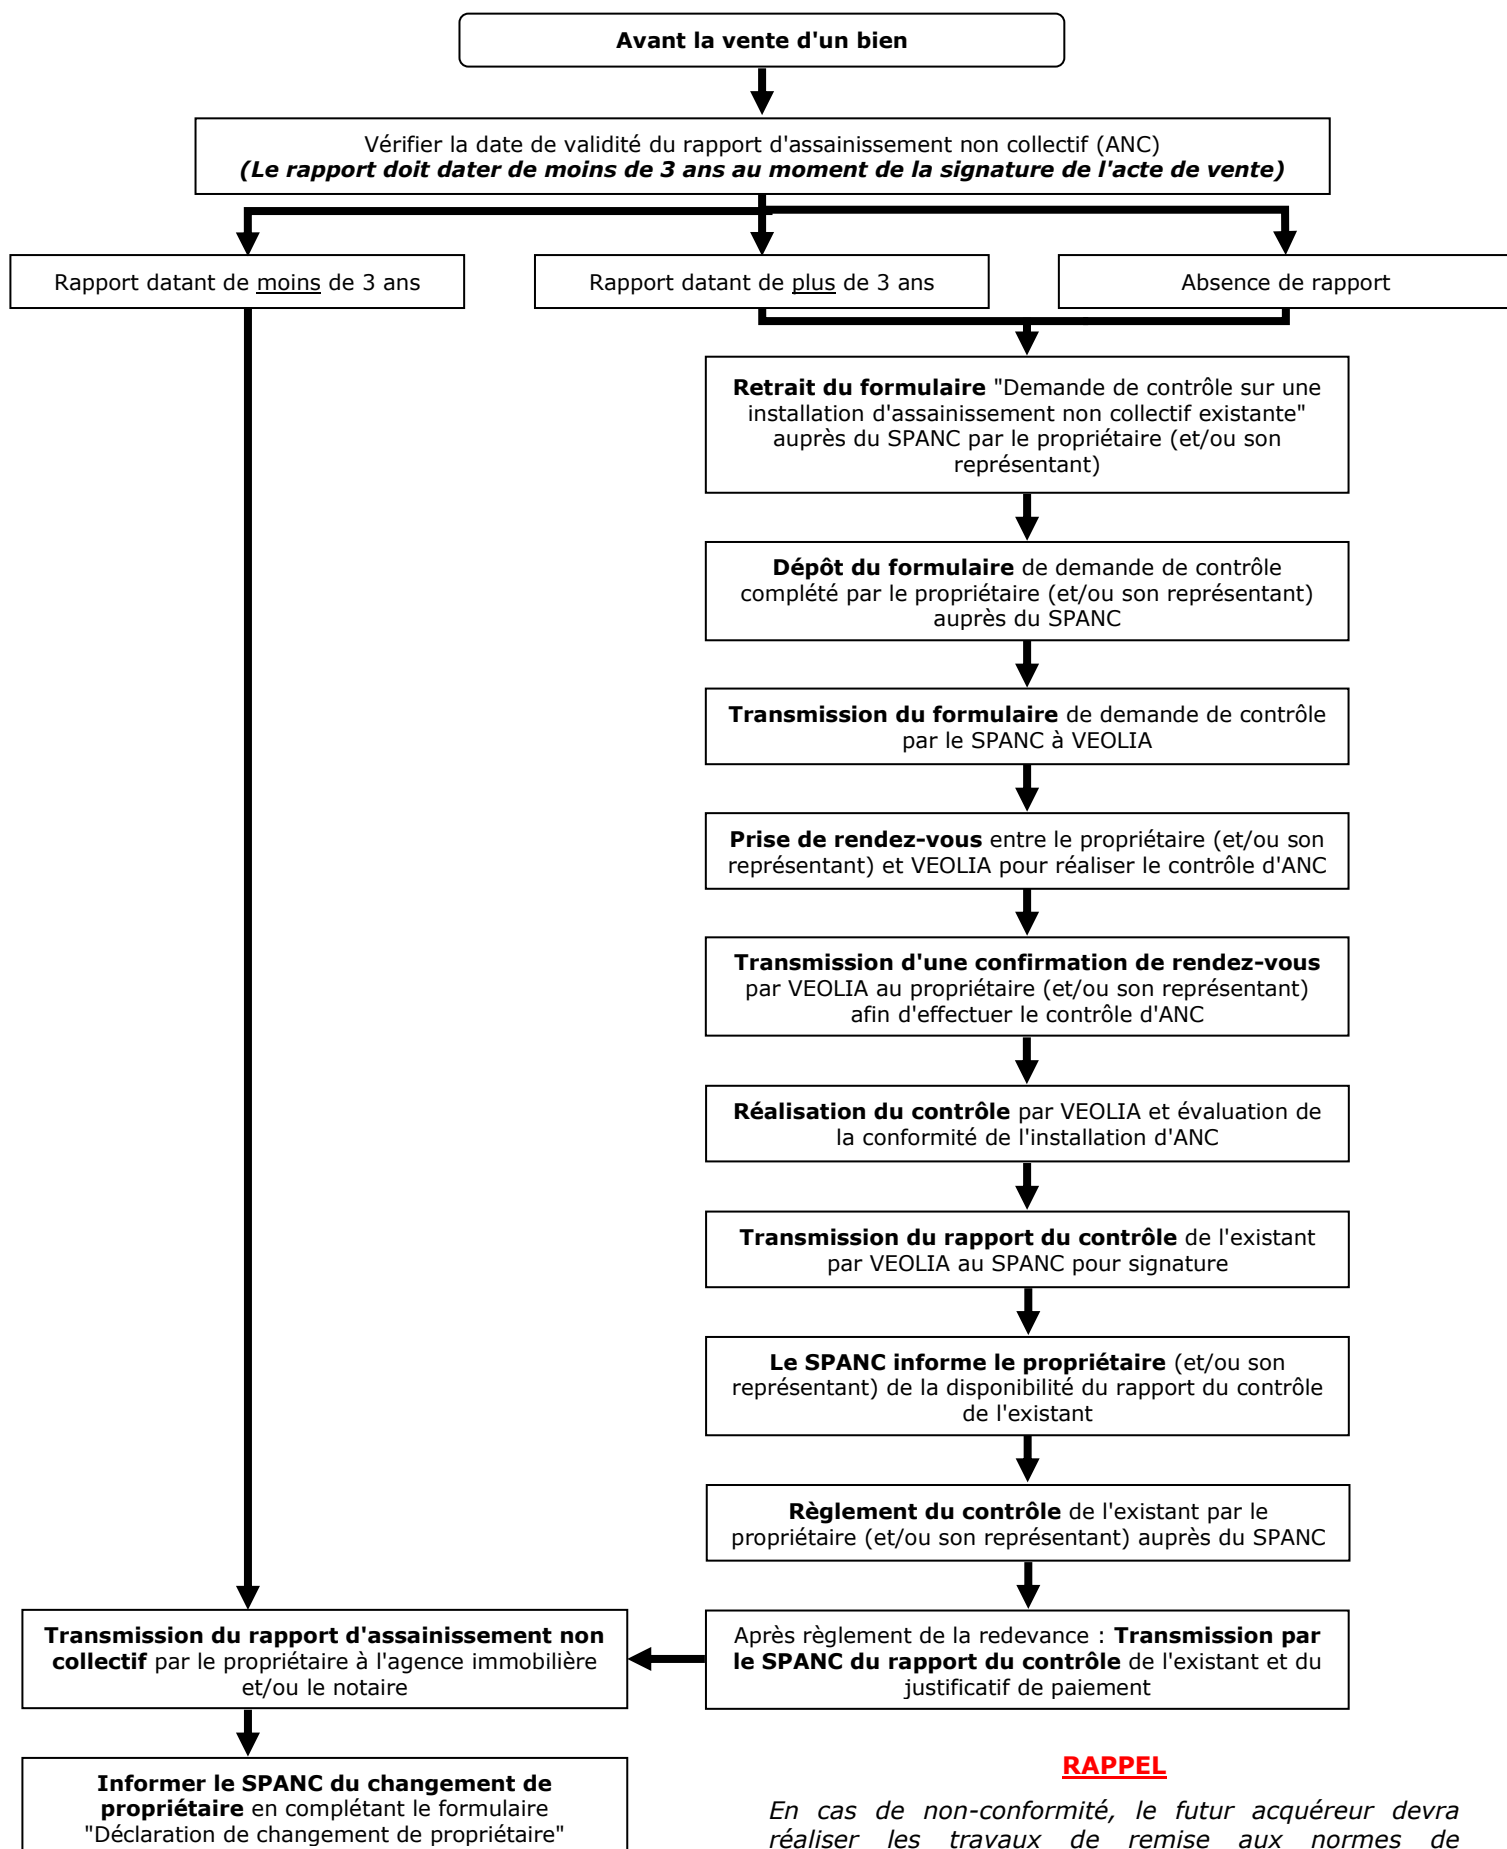 Avant la vente d'un bien
Vérifier la date de validité du rapport d'assainissement non collectif (ANC)
(Le rapport doit dater de moins de 3 ans au moment de la signature de l'acte de vente)
Rapport datant de moins de 3 ans
Rapport datant de plus de 3 ans
Absence de rapport
Retrait du formulaire "Demande de contrôle sur une
installation d'assainissement non collectif existante"
auprès du SPANC par le propriétaire (et/ou son
représentant)
Dépôt du formulaire de demande de contrôle
complété par le propriétaire (et/ou son représentant)
auprès du SPANC
Transmission du formulaire de demande de contrôle
par le SPANC à VEOLIA
Prise de rendez-vous entre le propriétaire (et/ou son
représentant) et VEOLIA pour réaliser le contrôle d'ANC
Transmission d'une confirmation de rendez-vous
par VEOLIA au propriétaire (et/ou son représentant)
afin d'effectuer le contrôle d'ANC
Réalisation du contrôle par VEOLIA et évaluation de
la conformité de l'installation d'ANC
Transmission du rapport du contrôle de l'existant
par VEOLIA au SPANC pour signature
Le SPANC informe le propriétaire (et/ou son
représentant) de la disponibilité du rapport du contrôle
de l'existant
Règlement du contrôle de l'existant par le
propriétaire (et/ou son représentant) auprès du SPANC
Après règlement de la redevance : Transmission par
le SPANC du rapport du contrôle de l'existant et du
justificatif de paiement
Transmission du rapport d'assainissement non
collectif par le propriétaire à l'agence immobilière
et/ou le notaire
Informer le SPANC du changement de
propriétaire en complétant le formulaire
"Déclaration de changement de propriétaire"
RAPPEL
En cas de non-conformité, le futur acquéreur devra
réaliser les travaux de remise aux normes de